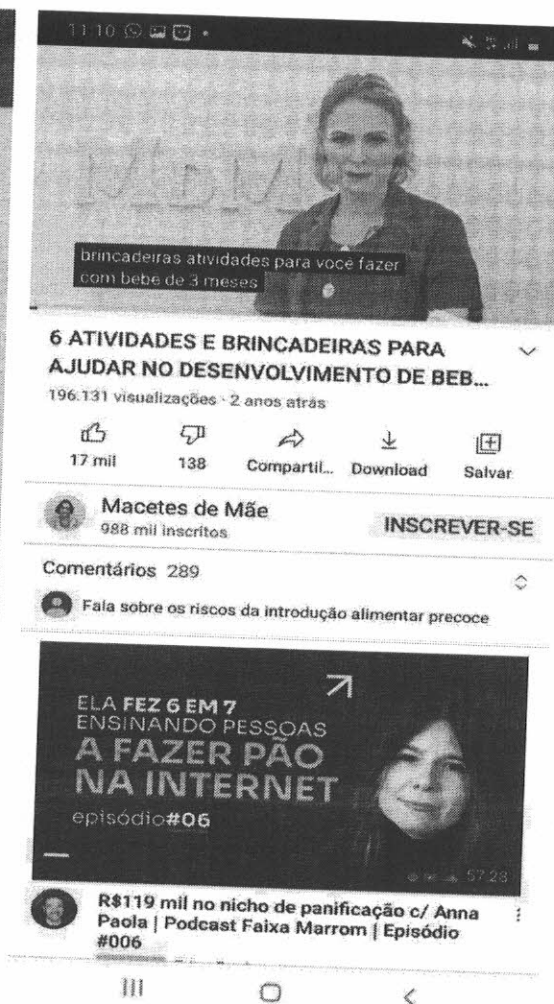 11:10
MDM
brincadeiras atividades para você fazer
com bebe de 3 meses
6 ATIVIDADES E BRINCADEIRAS PARA
AJUDAR NO DESENVOLVIMENTO DE BEB...
196.131 visualizações · 2 anos atrás
17 mil 138 Compartil... Download Salvar
Macetes de Mãe
988 mil inscritos
INSCREVER-SE
Comentários 289
Fala sobre os riscos da introdução alimentar precoce
ELA FEZ 6 EM 7
ENSINANDO PESSOAS
A FAZER PÃO
NA INTERNET
episódio#06
57:28
R$119 mil no nicho de panificação c/ Anna
Paola | Podcast Faixa Marrom | Episódio
#006